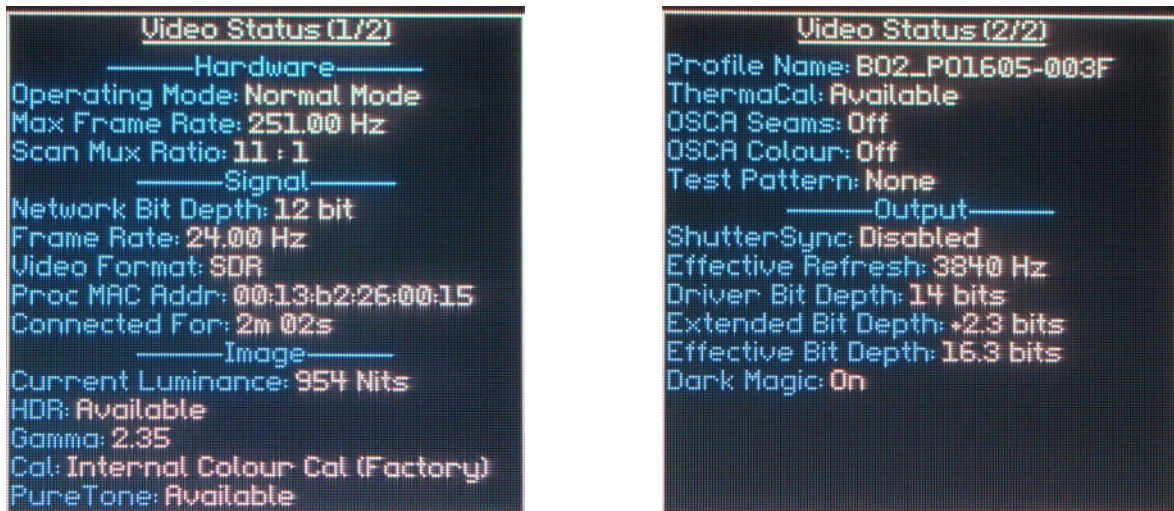 Video Status (1/2)
Hardware
Operating Mode: Normal Mode
Max Frame Rate: 251.00 Hz
Scan Mux Ratio: 11 : 1
Signal
Network Bit Depth: 12 bit
Frame Rate: 24.00 Hz
Video Format: SDR
Proc MAC Addr: 00:13:b2:26:00:15
Connected For: 2m 02s
Image
Current Luminance: 954 Nits
HDR: Available
Gamma: 2.35
Cal: Internal Colour Cal (Factory)
PureTone: Available
Video Status (2/2)
Profile Name: BO2_PO1605-003F
ThermaCal: Available
OSCA Seams: Off
OSCA Colour: Off
Test Pattern: None
Output
ShutterSync: Disabled
Effective Refresh: 3840 Hz
Driver Bit Depth: 14 bits
Extended Bit Depth: +2.3 bits
Effective Bit Depth: 16.3 bits
Dark Magic: On